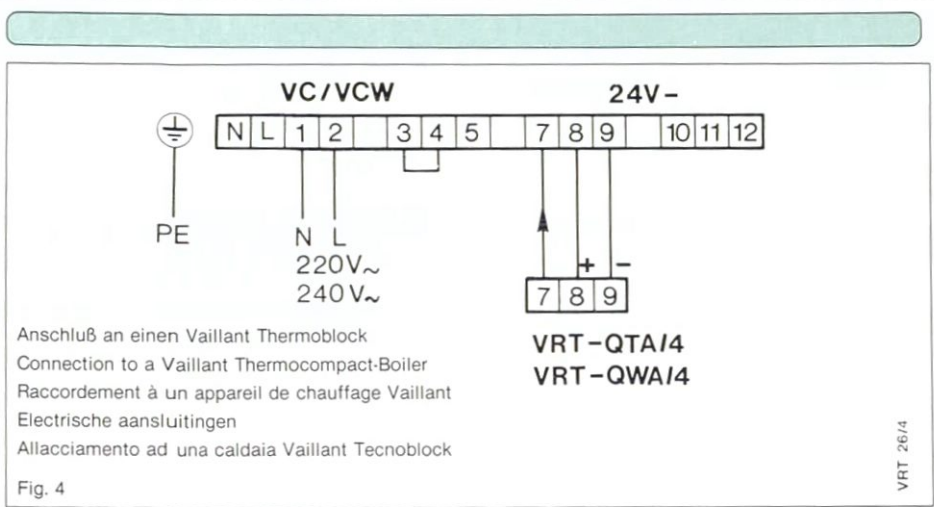 VC/VCW 24V-
N L 1 2 3 4 5 7 8 9 10 11 12
PE
N L
220V~
240V~
+ -
7 8 9
VRT-QTA/4
VRT-QWA/4
Anschluß an einen Vaillant Thermoblock
Connection to a Vaillant Thermocompact-Boiler
Raccordement à un appareil de chauffage Vaillant
Electrische aansluitingen
Allacciamento ad una caldaia Vaillant Tecnoblock
Fig. 4
VRT 26/4